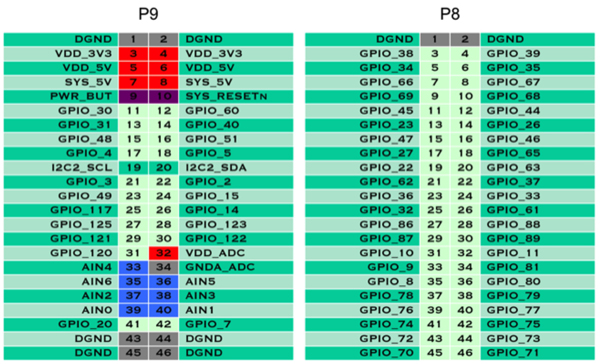 P9 P8
DGND 1 2 DGND DGND 1 2 DGND
VDD_3V3 3 4 VDD_3V3 GPIO_38 3 4 GPIO_39
VDD_5V 5 6 VDD_5V GPIO_34 5 6 GPIO_35
SYS_5V 7 8 SYS_5V GPIO_66 7 8 GPIO_67
PWR_BUT 9 10 SYS_RESETN GPIO_69 9 10 GPIO_68
GPIO_30 11 12 GPIO_60 GPIO_45 11 12 GPIO_44
GPIO_31 13 14 GPIO_40 GPIO_23 13 14 GPIO_26
GPIO_48 15 16 GPIO_51 GPIO_47 15 16 GPIO_46
GPIO_4 17 18 GPIO_5 GPIO_27 17 18 GPIO_65
I2C2_SCL 19 20 I2C2_SDA GPIO_22 19 20 GPIO_63
GPIO_3 21 22 GPIO_2 GPIO_62 21 22 GPIO_37
GPIO_49 23 24 GPIO_15 GPIO_36 23 24 GPIO_33
GPIO_117 25 26 GPIO_14 GPIO_32 25 26 GPIO_61
GPIO_125 27 28 GPIO_123 GPIO_86 27 28 GPIO_88
GPIO_121 29 30 GPIO_122 GPIO_87 29 30 GPIO_89
GPIO_120 31 32 VDD_ADC GPIO_10 31 32 GPIO_11
AIN4 33 34 GNDA_ADC GPIO_9 33 34 GPIO_81
AIN6 35 36 AIN5 GPIO_8 35 36 GPIO_80
AIN2 37 38 AIN3 GPIO_78 37 38 GPIO_79
AIN0 39 40 AIN1 GPIO_76 39 40 GPIO_77
GPIO_20 41 42 GPIO_7 GPIO_74 41 42 GPIO_75
DGND 43 44 DGND GPIO_72 43 44 GPIO_73
DGND 45 46 DGND GPIO_70 45 46 GPIO_71